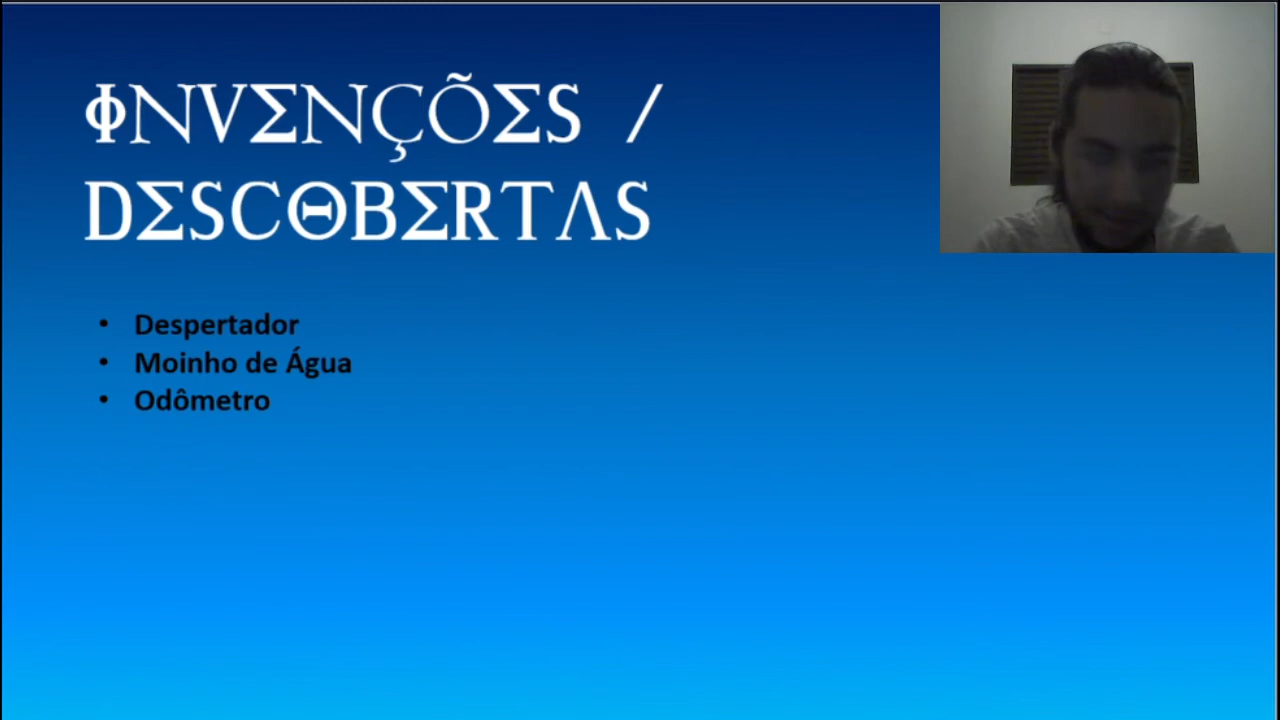 INVENÇÕES /
DESCOBERTAS
• Despertador
• Moinho de Água
• Odômetro